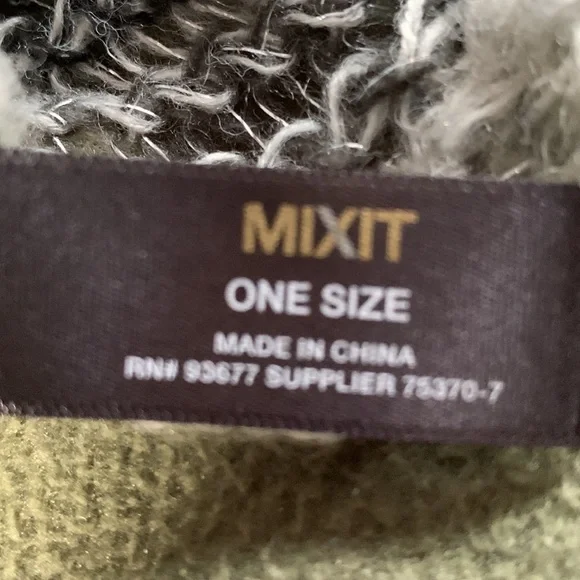 MIXIT
ONE SIZE
MADE IN CHINA
RN# 93677 SUPPLIER 75370-7